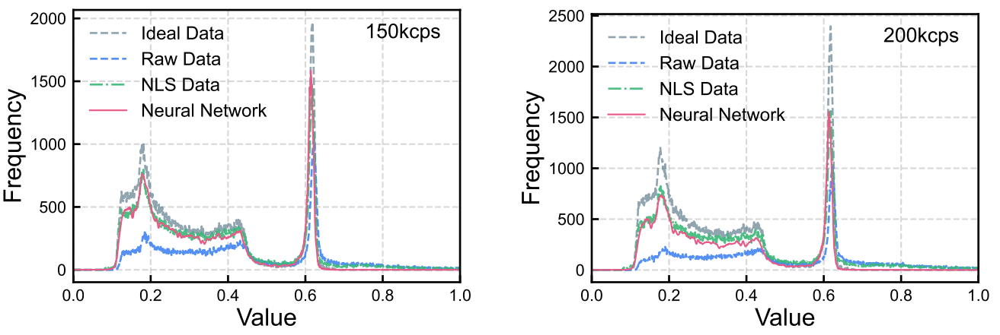 150kcps
Ideal Data
Raw Data
NLS Data
Neural Network
Frequency
2000
1500
1000
500
0
0.0 0.2 0.4 0.6 0.8 1.0
Value
200kcps
Ideal Data
Raw Data
NLS Data
Neural Network
Frequency
2500
2000
1500
1000
500
0
0.0 0.2 0.4 0.6 0.8 1.0
Value